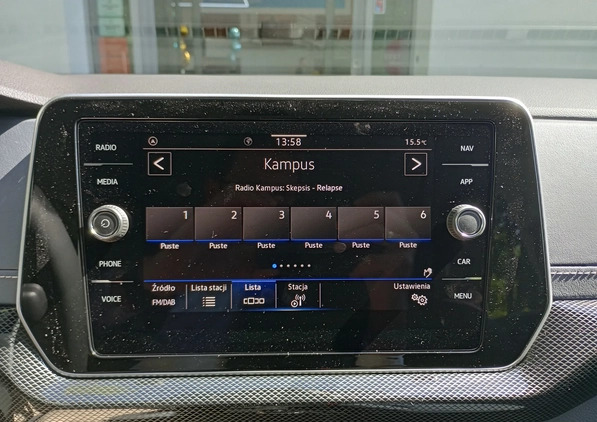 RADIO
MEDIA
PHONE
VOICE
13:58
15.5°C
Kampus
Radio Kampus: Skepsis - Relapse
1 2 3 4 5 6
Puste Puste Puste Puste Puste Puste
Źródło Lista stacji Lista Stacja Ustawienia
FM/DAB
NAV
APP
CAR
MENU